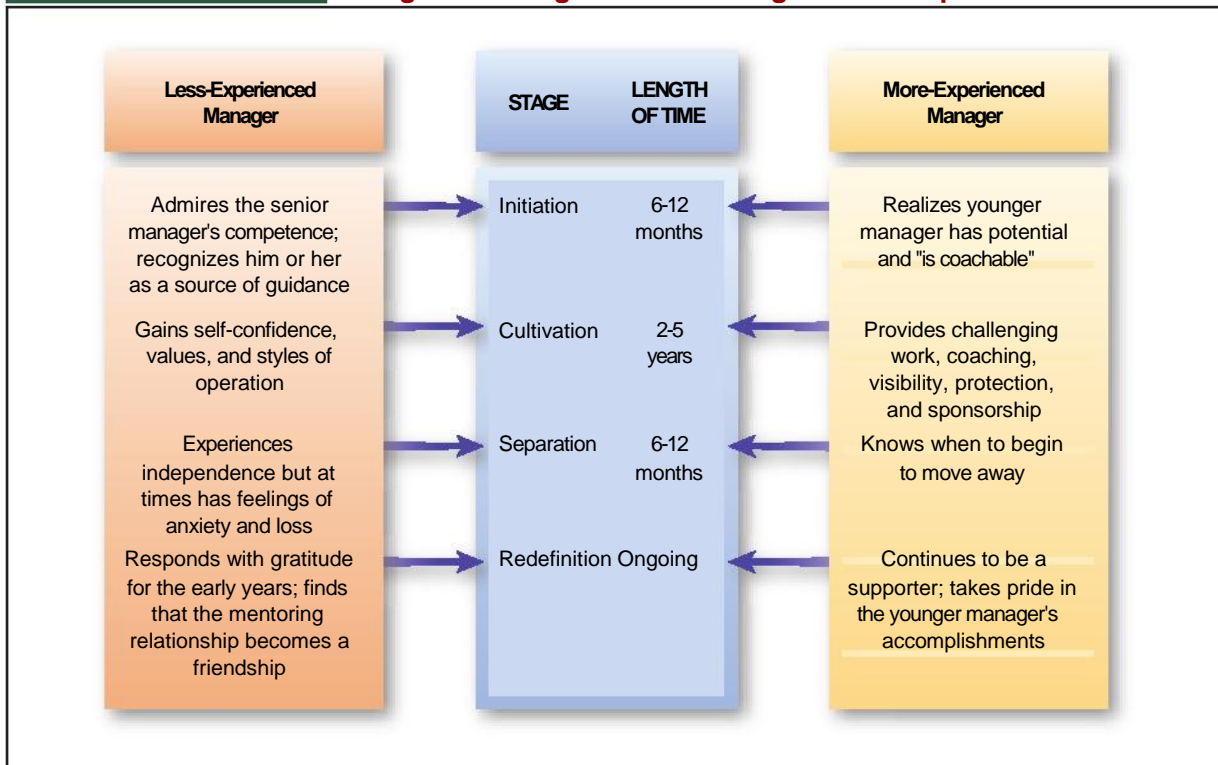 Less-Experienced
Manager
STAGE
LENGTH
OF TIME
More-Experienced
Manager
Admires the senior
manager's competence;
recognizes him or her
as a source of guidance
Initiation
6-12
months
Realizes younger
manager has potential
and "is coachable"
Gains self-confidence,
values, and styles of
operation
Cultivation
2-5
years
Provides challenging
work, coaching,
visibility, protection,
and sponsorship
Experiences
independence but at
times has feelings of
anxiety and loss
Separation
6-12
months
Knows when to begin
to move away
Responds with gratitude
for the early years; finds
that the mentoring
relationship becomes a
friendship
Redefinition Ongoing
Continues to be a
supporter; takes pride in
the younger manager's
accomplishments